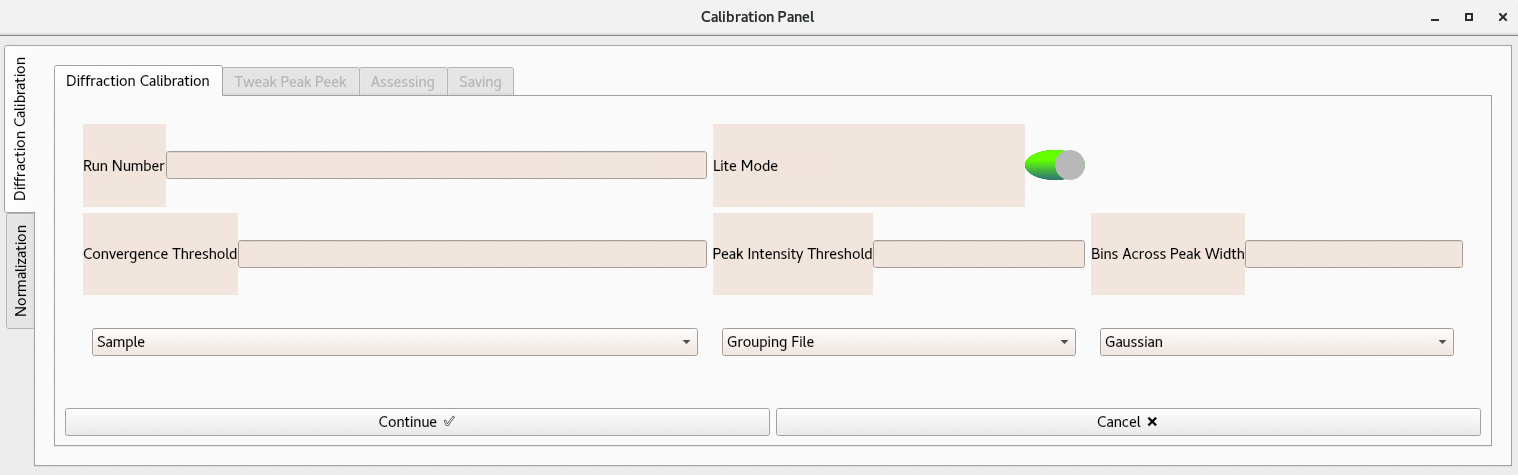 Calibration Panel
Diffraction Calibration
Normalization
Diffraction Calibration Tweak Peak Peek Assessing Saving
Run Number Lite Mode
Convergence Threshold Peak Intensity Threshold Bins Across Peak Width
Sample Grouping File Gaussian
Continue ✓ Cancel ✖